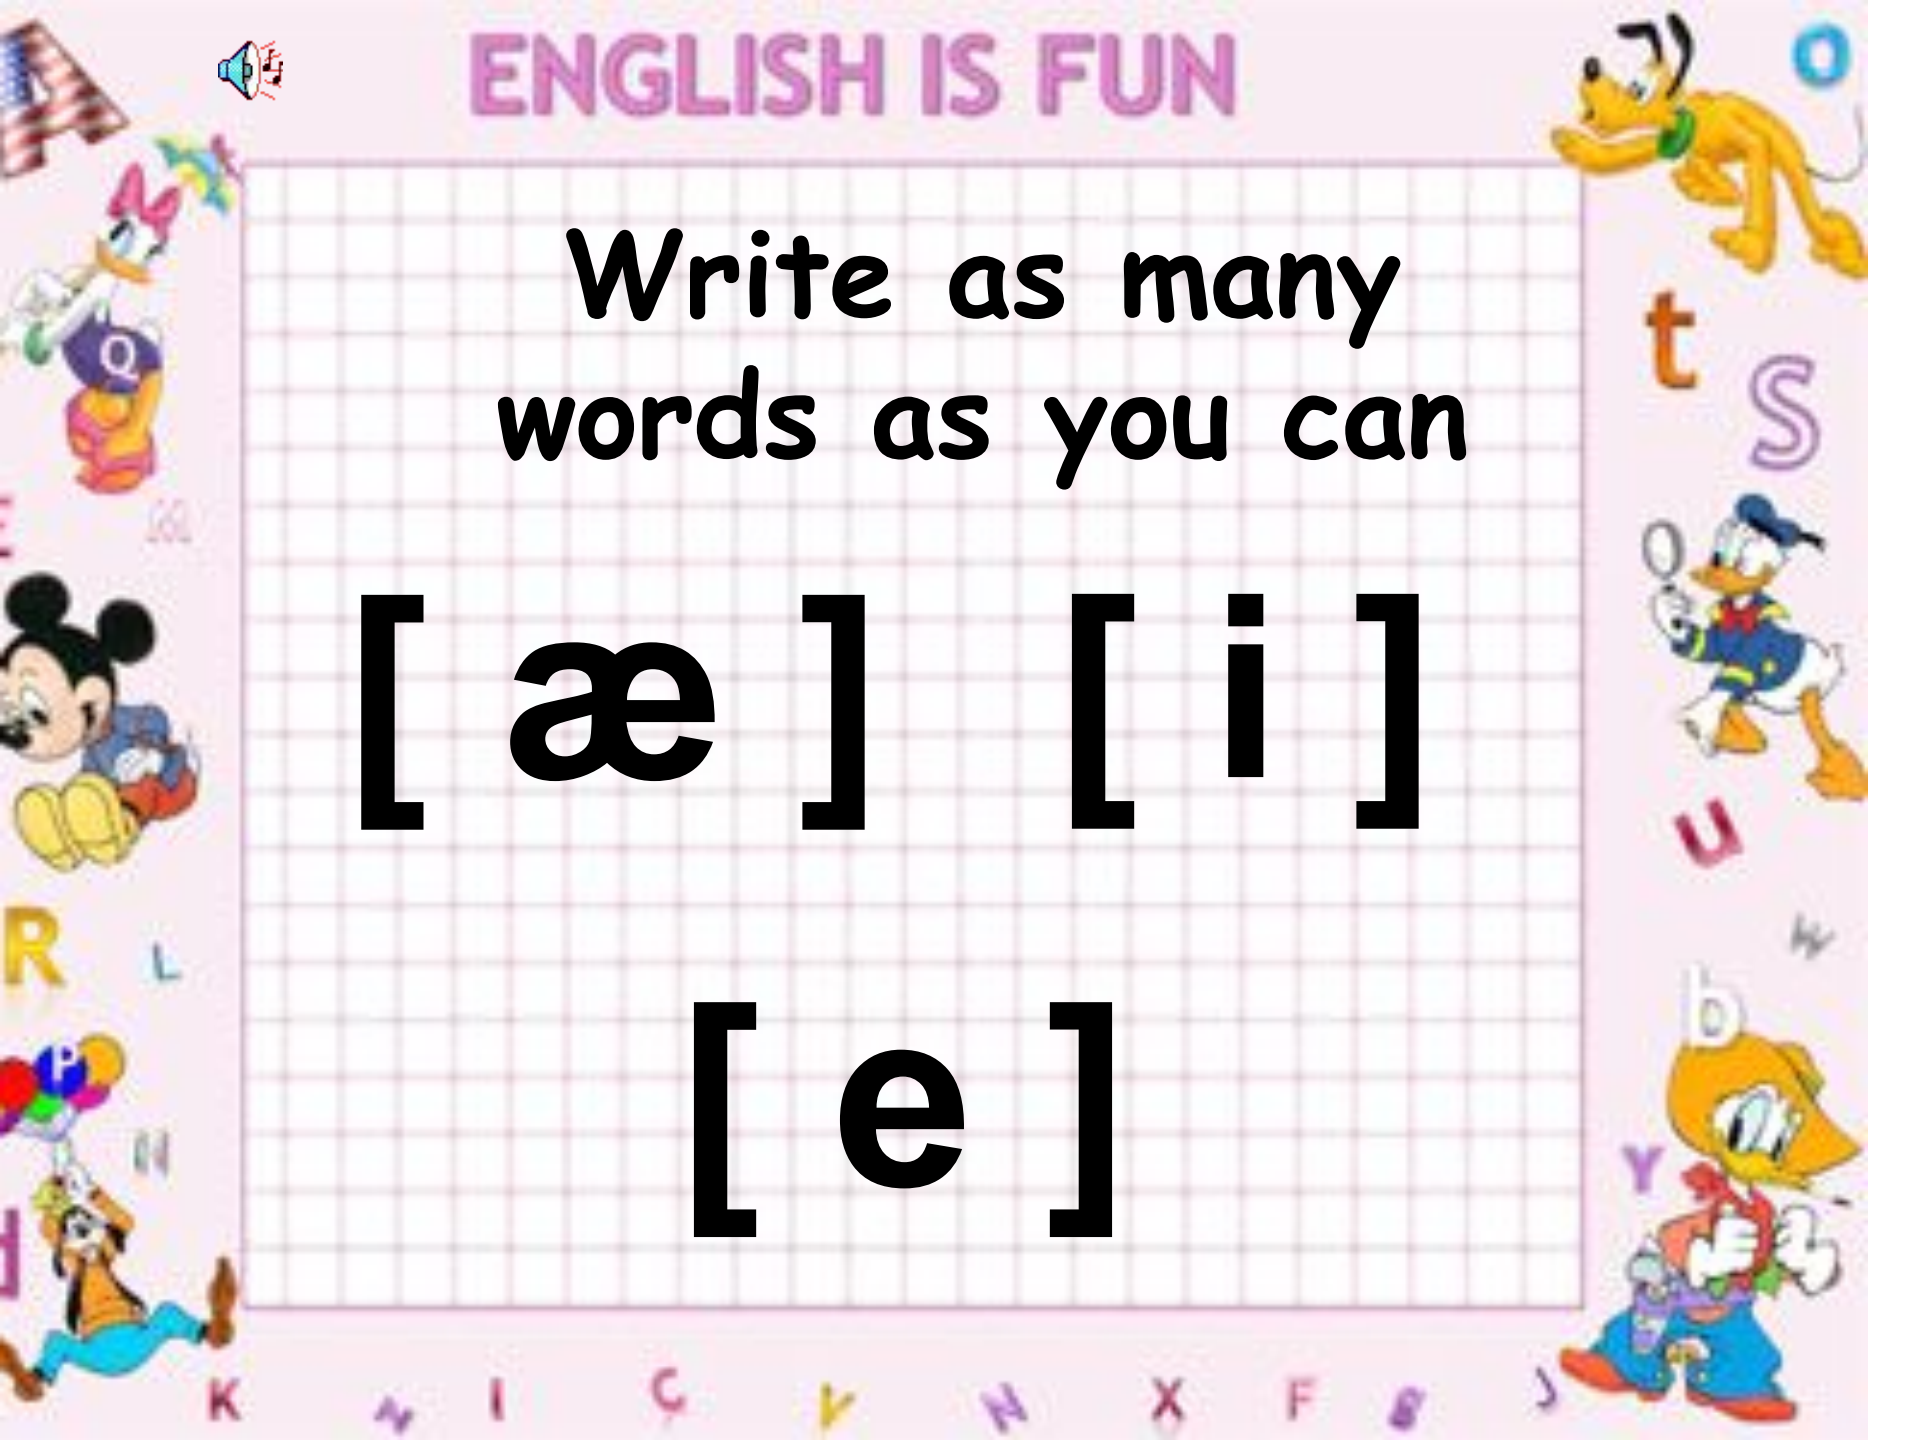 ENGLISH IS FUN
Write as many
words as you can
[ æ ] [ i ]
[ e ]
A
O
Q
t
S
E
M
u
R
L
W
b
P
H
Y
d
K N I Ç V N X F S J